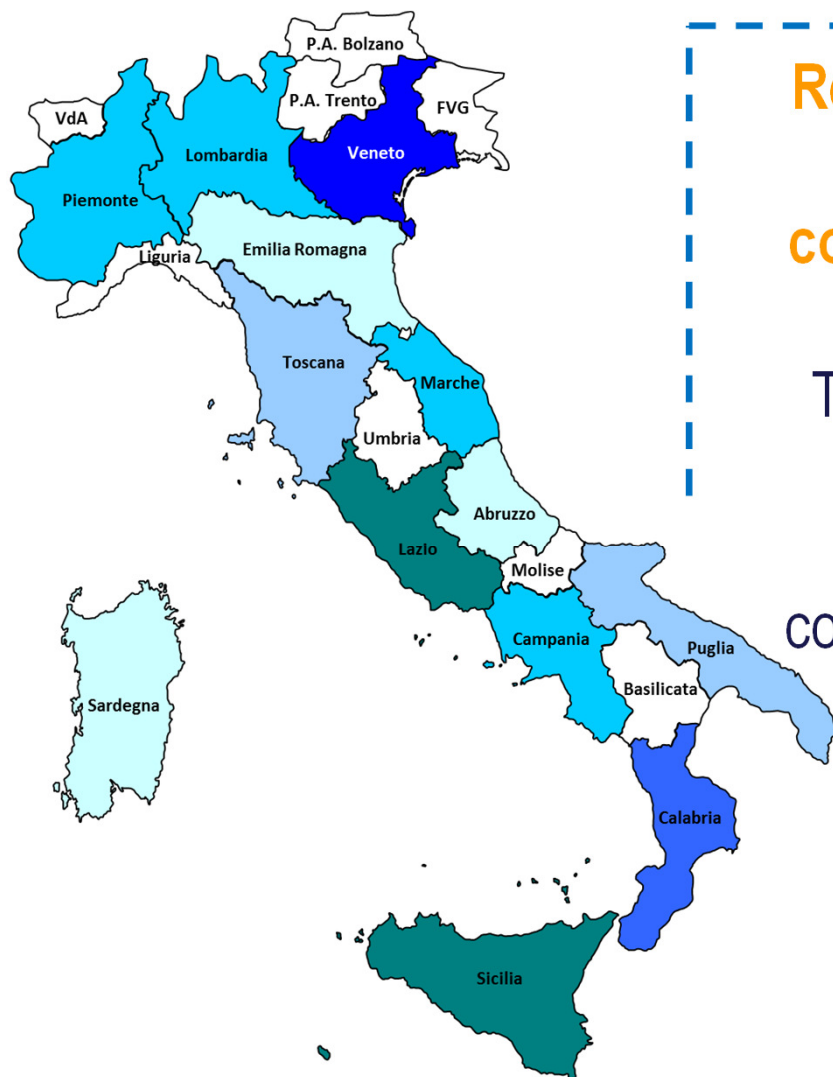 P.A. Bolzano
P.A. Trento
FVG
VdA
Lombardia
Veneto
Piemonte
Emilia Romagna
Liguria
Toscana
Marche
Umbria
Abruzzo
Lazio
Molise
Campania
Puglia
Basilicata
Sardegna
Calabria
Sicilia